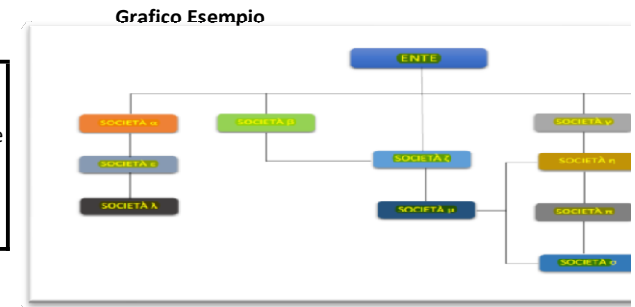 Grafico Esempio
ENTE
SOCIETÀ α
SOCIETÀ β
SOCIETÀ γ
SOCIETÀ ε
SOCIETÀ ζ
SOCIETÀ η
SOCIETÀ λ
SOCIETÀ μ
SOCIETÀ π
SOCIETÀ σ
e